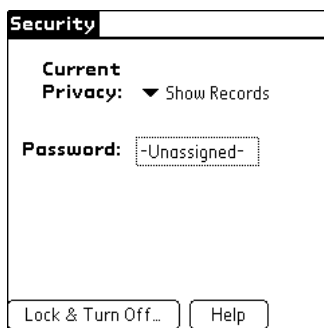 Security
Current
Privacy: Show Records
Password: -Unassigned-
Lock & Turn Off… Help